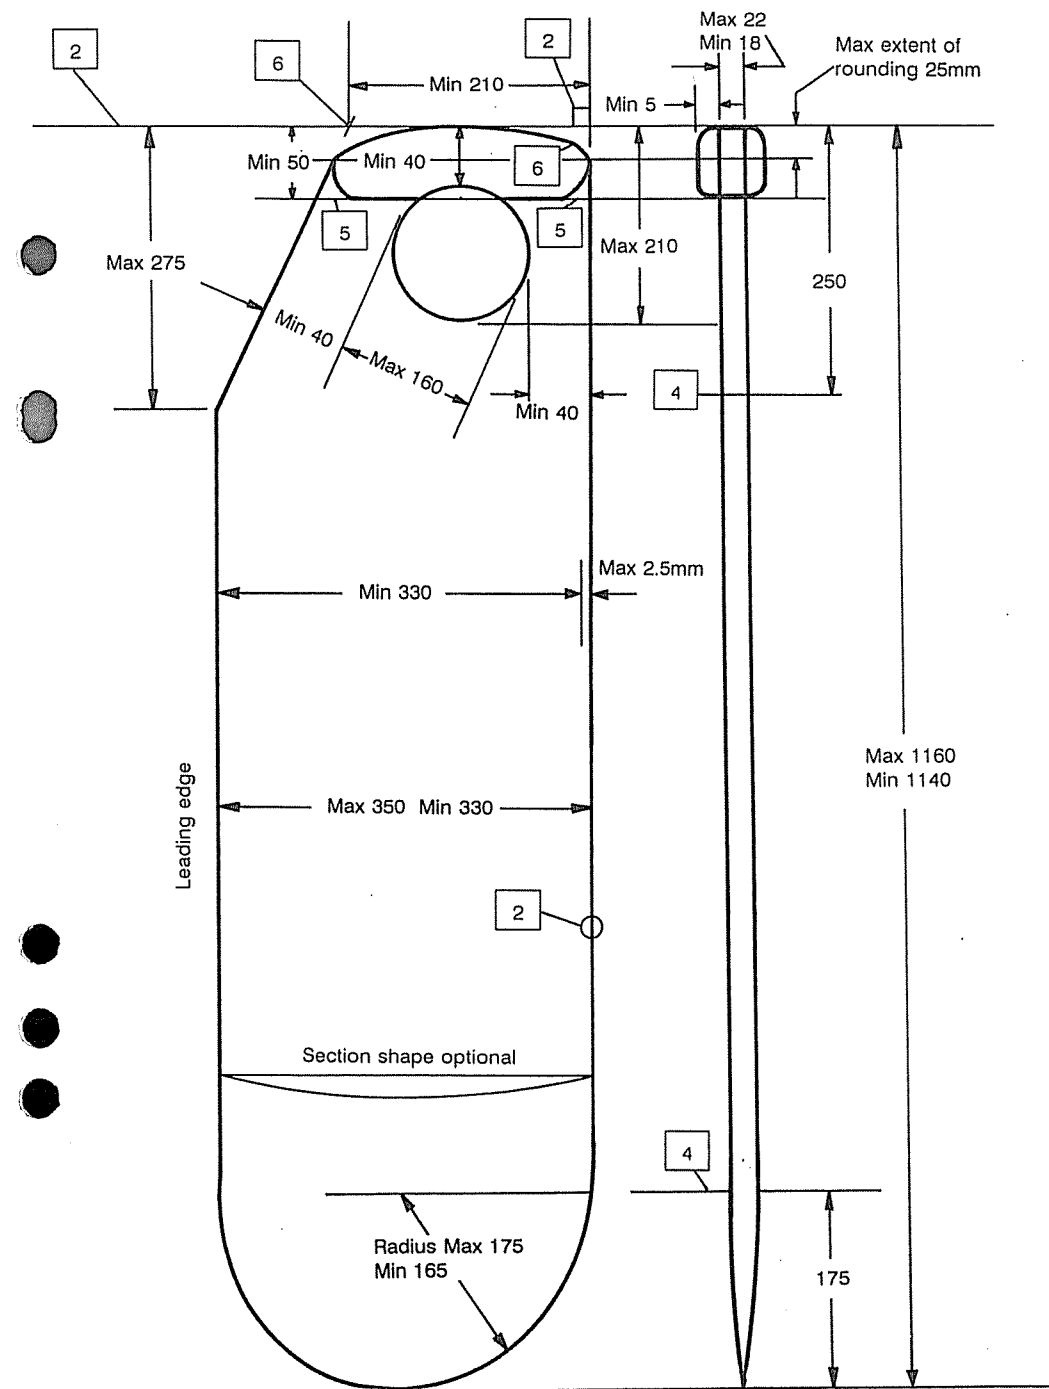 Max 22
Min 18
2
2
6
Max extent of
rounding 25mm
Min 210
Min 5
Min 50
Min 40
6
5
5
Max 210
Max 275
250
Min 40
Max 160
4
Min 40
Max 2.5mm
Min 330
Max 1160
Min 1140
Leading edge
Max 350 Min 330
2
Section shape optional
4
Radius Max 175
Min 165
175